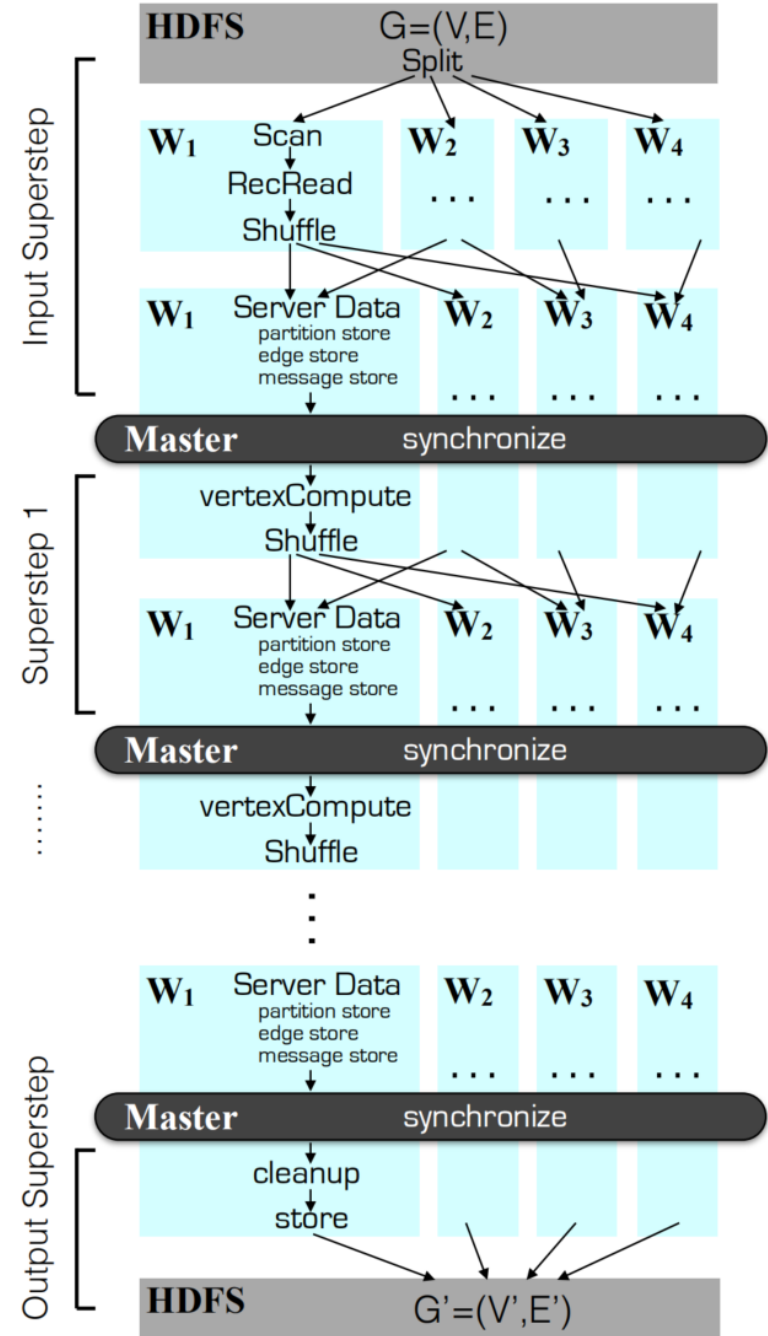 HDFS G=(V,E)
Split
Input Superstep
W1 Scan W2 W3 W4
RecRead
... ... ...
Shuffle
W1 Server Data W2 W3 W4
partition store
edge store
message store
... ... ...
Master synchronize
Superstep 1
vertexCompute
Shuffle
W1 Server Data W2 W3 W4
partition store
edge store
message store
... ... ...
Master synchronize
.......
vertexCompute
Shuffle
...
W1 Server Data W2 W3 W4
partition store
edge store
message store
... ... ...
Master synchronize
Output Superstep
cleanup
store
HDFS G'=(V',E')